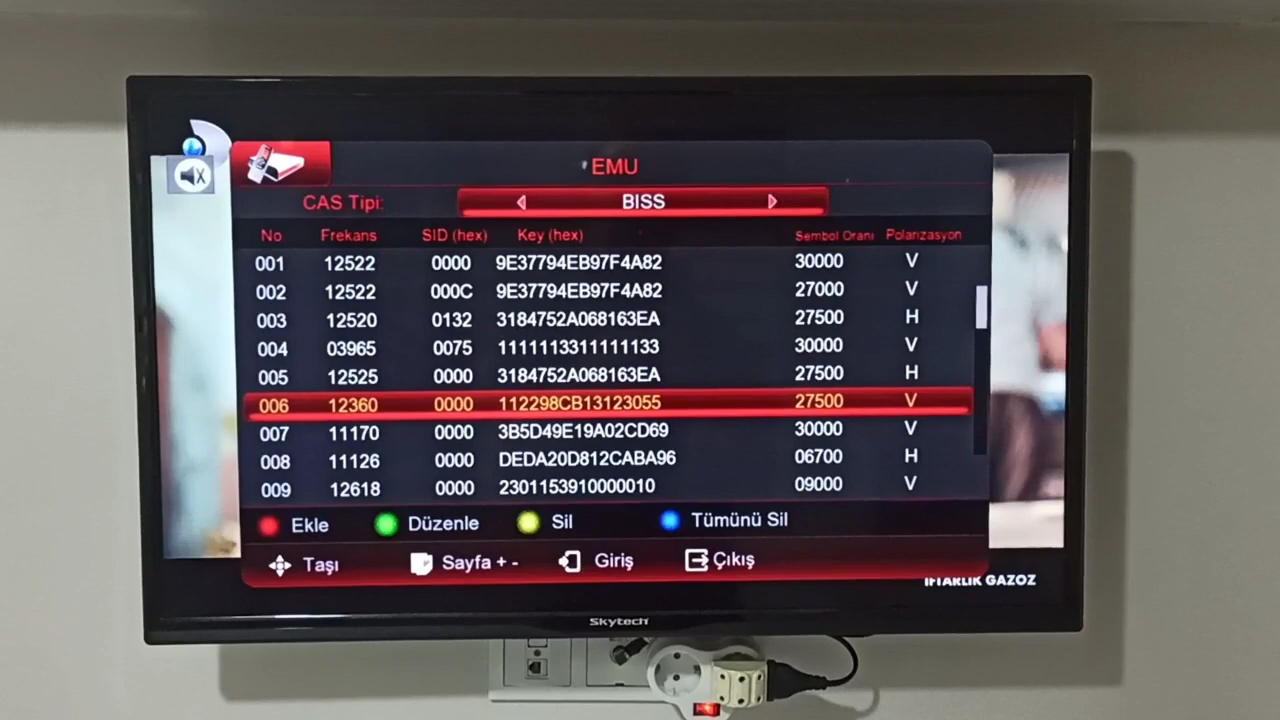 EMU
CAS Tipi: BISS
No Frekans SID (hex) Key (hex) Sembol Oranı Polarizasyon
001 12522 0000 9E37794EB97F4A82 30000 V
002 12522 000C 9E37794EB97F4A82 27000 V
003 12520 0132 3184752A068163EA 27500 H
004 03965 0075 1111113311111133 30000 V
005 12525 0000 3184752A068163EA 27500 H
006 12360 0000 112298CB13123055 27500 V
007 11170 0000 3B5D49E19A02CD69 30000 V
008 11126 0000 DEDA20D812CABA96 06700 H
009 12618 0000 2301153910000010 09000 V
Ekle Düzenle Sil Tümünü Sil
Taşı Sayfa + - Giriş Çıkış
İFTARLIK GAZOZ
Skytech